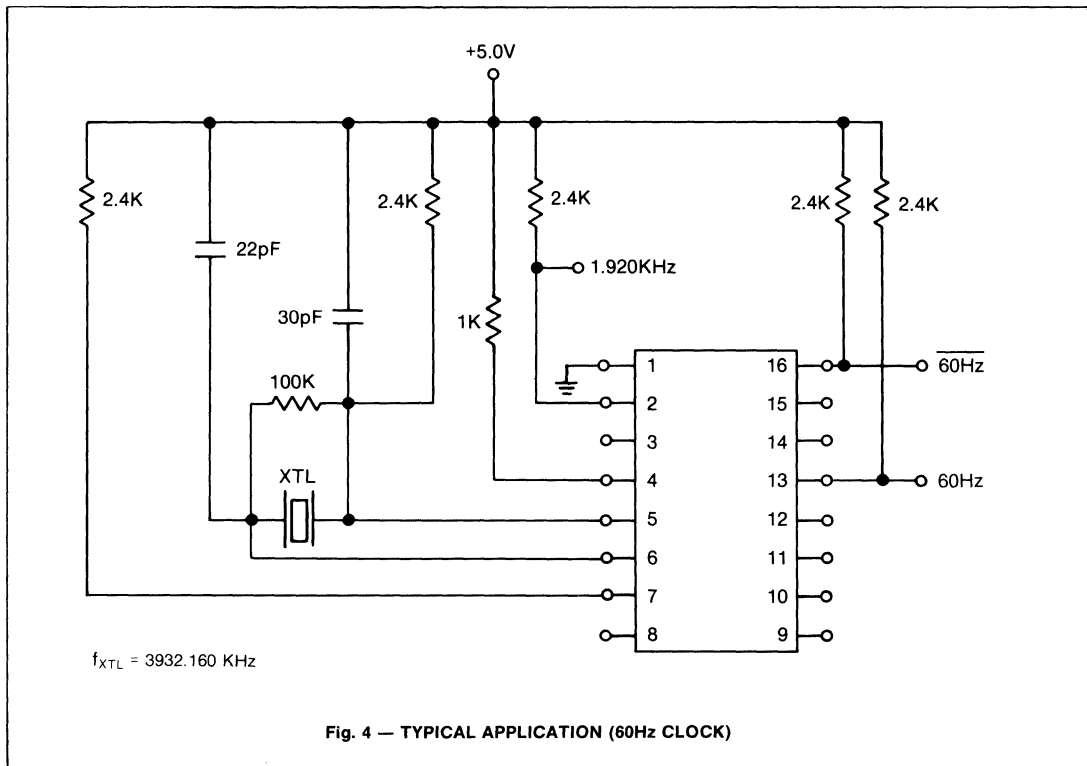 +5.0V
2.4K
22pF
30pF
2.4K
1K
2.4K
1.920KHz
2.4K
2.4K
100K
XTL
1
2
3
4
5
6
7
8
16
15
14
13
12
11
10
9
60Hz
60Hz
fXTL = 3932.160 KHz
Fig. 4 — TYPICAL APPLICATION (60Hz CLOCK)